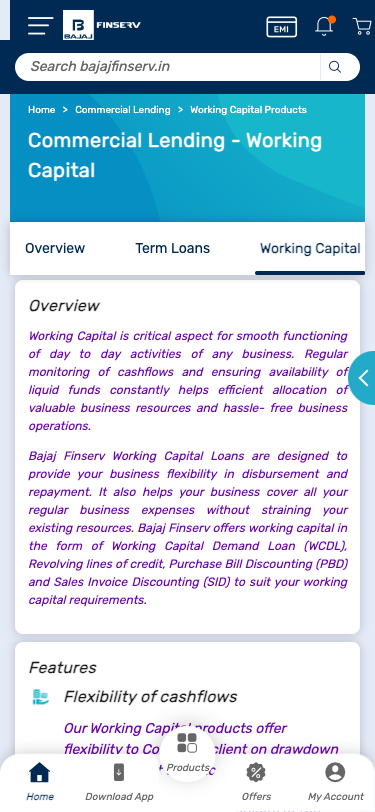 BAJAJ FINSERV
EMI
Search bajajfinserv.in
Home > Commercial Lending > Working Capital Products
Commercial Lending - Working
Capital
Overview Term Loans Working Capital
Overview
Working Capital is critical aspect for smooth functioning
of day to day activities of any business. Regular
monitoring of cashflows and ensuring availability of
liquid funds constantly helps efficient allocation of
valuable business resources and hassle- free business
operations.
Bajaj Finserv Working Capital Loans are designed to
provide your business flexibility in disbursement and
repayment. It also helps your business cover all your
regular business expenses without straining your
existing resources. Bajaj Finserv offers working capital in
the form of Working Capital Demand Loan (WCDL),
Revolving lines of credit, Purchase Bill Discounting (PBD)
and Sales Invoice Discounting (SID) to suit your working
capital requirements.
Features
Flexibility of cashflows
Our Working Capital products offer
flexibility to client on drawdown
Products
Home Download App Offers My Account